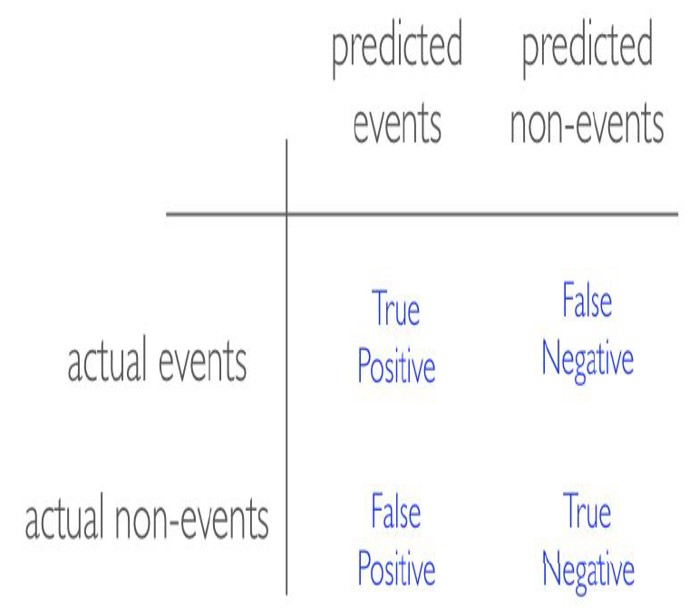 predicted predicted
events non-events
True False
actual events Positive Negative
actual non-events False True
Positive Negative